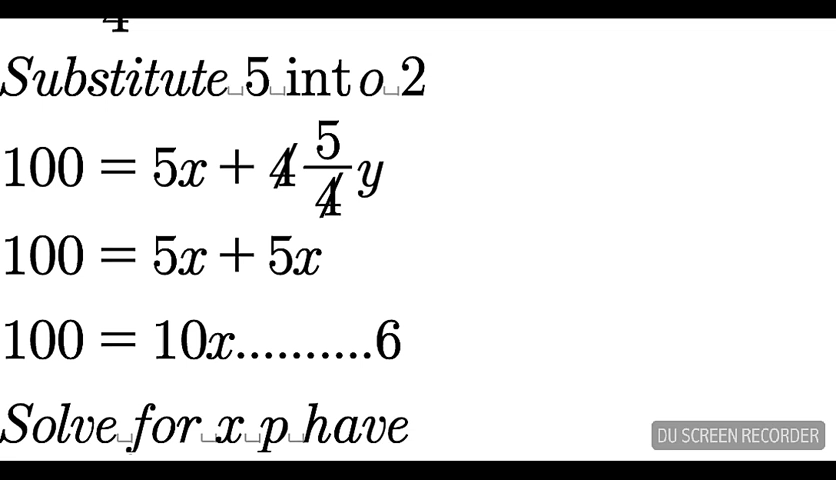 4
Substitute␣5␣into␣2
100 = 5x + 4 5/4 y
100 = 5x + 5x
100 = 10x..........6
Solve␣for␣x␣p␣have
DU SCREEN RECORDER